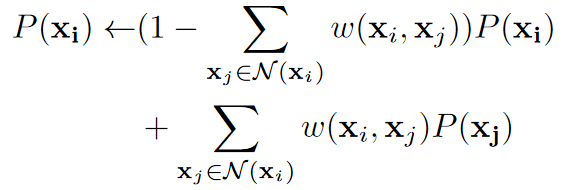 P(𝐱ᵢ) ←(1 − ∑_{𝐱ⱼ∈𝒩(𝐱ᵢ)} w(𝐱ᵢ, 𝐱ⱼ))P(𝐱ᵢ)
+ ∑_{𝐱ⱼ∈𝒩(𝐱ᵢ)} w(𝐱ᵢ, 𝐱ⱼ)P(𝐱ⱼ)